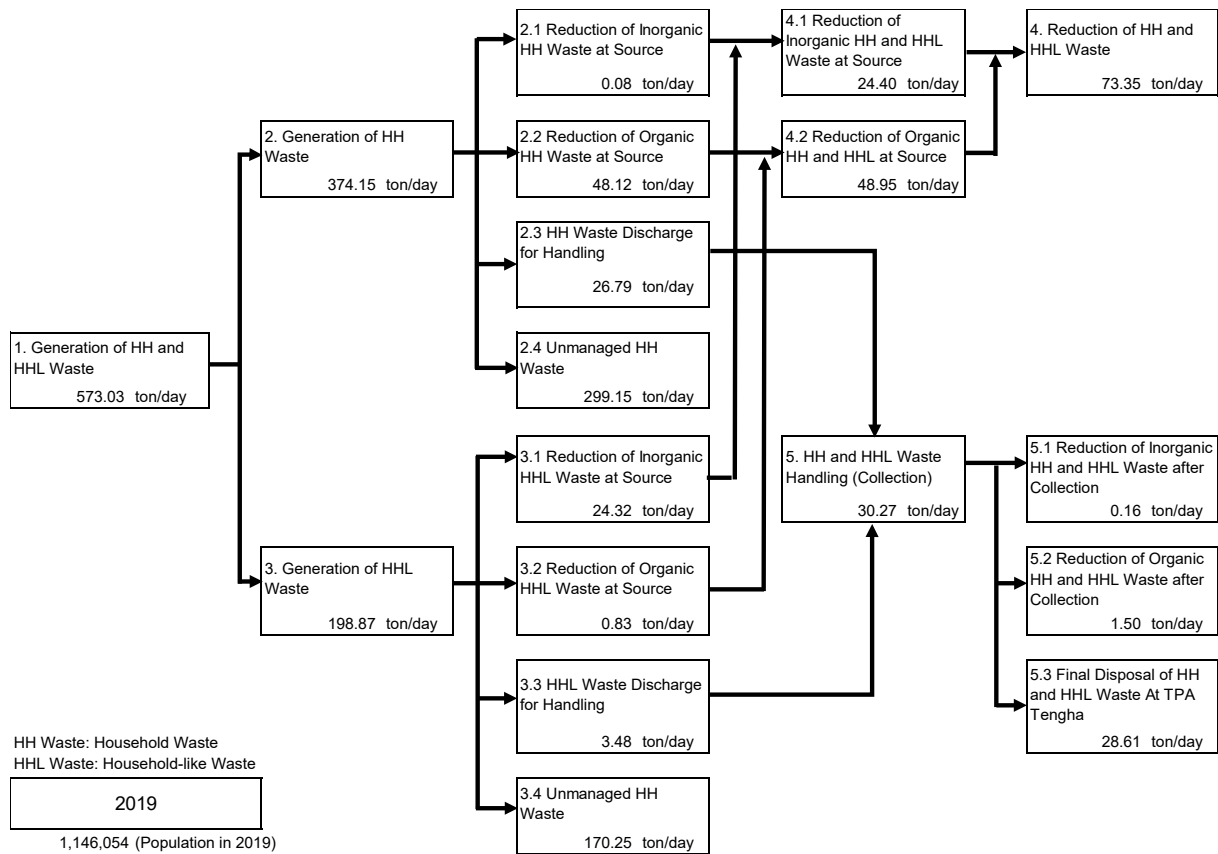 2.1 Reduction of Inorganic
HH Waste at Source
0.08 ton/day
4.1 Reduction of
Inorganic HH and HHL
Waste at Source
24.40 ton/day
4. Reduction of HH and
HHL Waste
73.35 ton/day
2. Generation of HH
Waste
374.15 ton/day
2.2 Reduction of Organic
HH Waste at Source
48.12 ton/day
4.2 Reduction of Organic
HH and HHL at Source
48.95 ton/day
2.3 HH Waste Discharge
for Handling
26.79 ton/day
1. Generation of HH and
HHL Waste
573.03 ton/day
2.4 Unmanaged HH
Waste
299.15 ton/day
3.1 Reduction of Inorganic
HHL Waste at Source
24.32 ton/day
5. HH and HHL Waste
Handling (Collection)
30.27 ton/day
5.1 Reduction of Inorganic
HH and HHL Waste after
Collection
0.16 ton/day
3. Generation of HHL
Waste
198.87 ton/day
3.2 Reduction of Organic
HHL Waste at Source
0.83 ton/day
5.2 Reduction of Organic
HH and HHL Waste after
Collection
1.50 ton/day
3.3 HHL Waste Discharge
for Handling
3.48 ton/day
5.3 Final Disposal of HH
and HHL Waste At TPA
Tengha
28.61 ton/day
HH Waste: Household Waste
HHL Waste: Household-like Waste
2019
1,146,054 (Population in 2019)
3.4 Unmanaged HH
Waste
170.25 ton/day